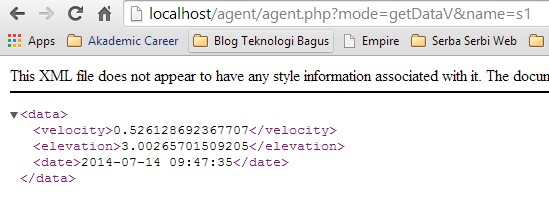 localhost/agent/agent.php?mode=getDataV&name=s1
Apps Akademic Career Blog Teknologi Bagus Empire Serba Serbi Web
This XML file does not appear to have any style information associated with it. The docum
▼<data>
<velocity>0.526128692367707</velocity>
<elevation>3.00265701509205</elevation>
<date>2014-07-14 09:47:35</date>
</data>